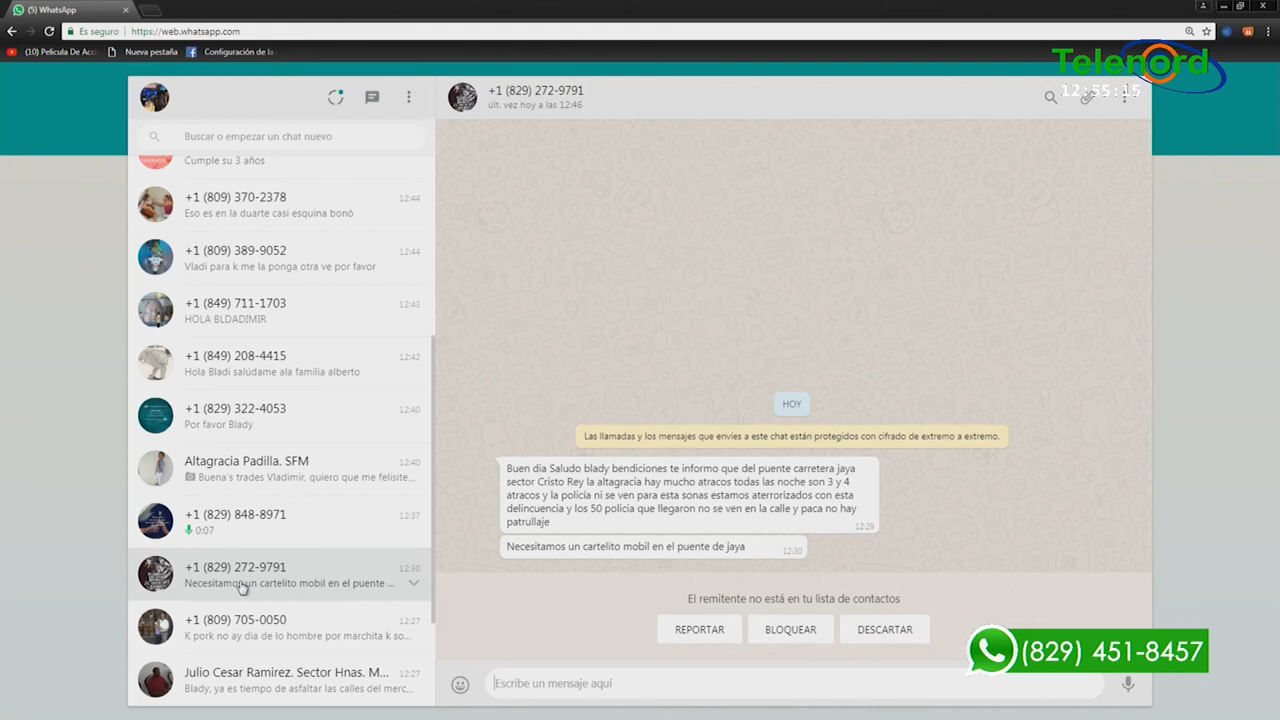 (5) WhatsApp
Es seguro
https://web.whatsapp.com
(10) Pelicula De Acci
Nueva pestaña
Configuración de la
Telenord
12:55:15
Buscar o empezar un chat nuevo
Cumple su 3 años
+1 (809) 370-2378
12:44
Eso es en la duarte casi esquina bonó
+1 (809) 389-9052
12:44
Vladi para k me la ponga otra ve por favor
+1 (849) 711-1703
12:43
HOLA BLDADIMIR
+1 (849) 208-4415
12:42
Hola Bladi salúdame ala familia alberto
+1 (829) 322-4053
12:40
Por favor Blady
Altagracia Padilla. SFM
12:40
Buena's trades Vladimir, quiero que me felisite...
+1 (829) 848-8971
12:37
0:07
+1 (829) 272-9791
12:30
Necesitamos un cartelito mobil en el puente ...
+1 (809) 705-0050
12:27
K pork no ay dia de lo hombre por marchita k so...
Julio Cesar Ramirez. Sector Hnas. M...
12:27
Blady, ya es tiempo de asfaltar las calles del merc...
+1 (829) 272-9791
últ. vez hoy a las 12:46
HOY
Las llamadas y los mensajes que envíes a este chat están protegidos con cifrado de extremo a extremo.
Buen dia Saludo blady bendiciones te informo que del puente carretera jaya
sector Cristo Rey la altagracia hay mucho atracos todas las noche son 3 y 4
atracos y la policía ni se ven para esta sonas estamos aterrorizados con esta
delincuencia y los 50 policia que llegaron no se ven en la calle y paca no hay
patrullaje
12:29
Necesitamos un cartelito mobil en el puente de jaya
12:30
El remitente no está en tu lista de contactos
REPORTAR
BLOQUEAR
DESCARTAR
Escribe un mensaje aquí
(829) 451-8457